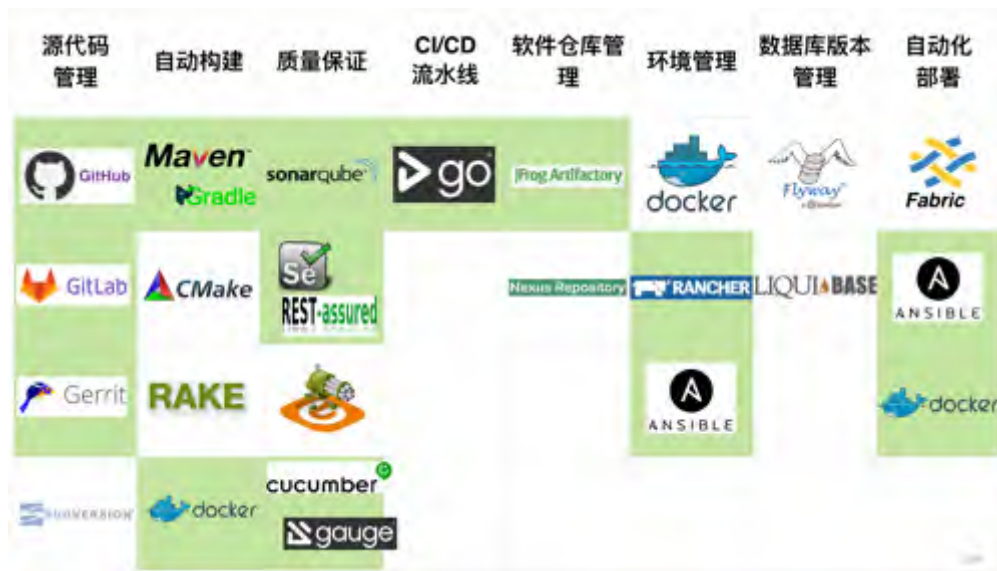 源代码
管理
自动构建
质量保证
CI/CD
流水线
软件仓库管
理
环境管理
数据库版本
管理
自动化
部署
GitHub
Maven
Gradle
sonarqube
go
JFrog Artifactory
docker
Flyway
Fabric
GitLab
CMake
Se
REST-assured
Nexus Repository
RANCHER
LIQUIBASE
A
ANSIBLE
Gerrit
RAKE
A
ANSIBLE
docker
SUBVERSION
docker
cucumber
gauge